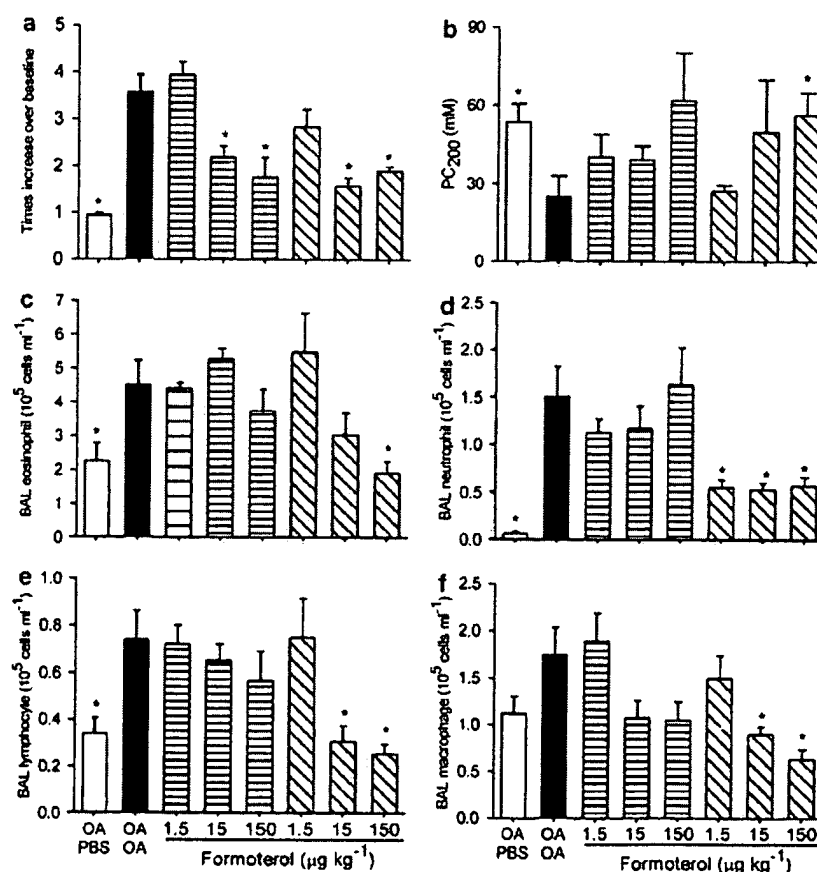 a
Times increase over baseline
5
4
3
2
1
0
*
*
*
*
*
b
PC200 (mM)
90
60
30
0
*
*
c
BAL eosinophil (10⁵ cells ml⁻¹)
7
6
5
4
3
2
1
0
*
*
d
BAL neutrophil (10⁵ cells ml⁻¹)
2.5
2.0
1.5
1.0
0.5
0.0
*
*
*
*
e
BAL lymphocyte (10⁵ cells ml⁻¹)
0.8
0.6
0.4
0.2
0.0
*
*
*
OA PBS
OA OA
1.5 15 150 1.5 15 150
Formoterol (µg kg⁻¹)
f
BAL macrophage (10⁵ cells ml⁻¹)
2.5
2.0
1.5
1.0
0.5
0.0
*
*
OA PBS
OA OA
1.5 15 150 1.5 15 150
Formoterol (µg kg⁻¹)